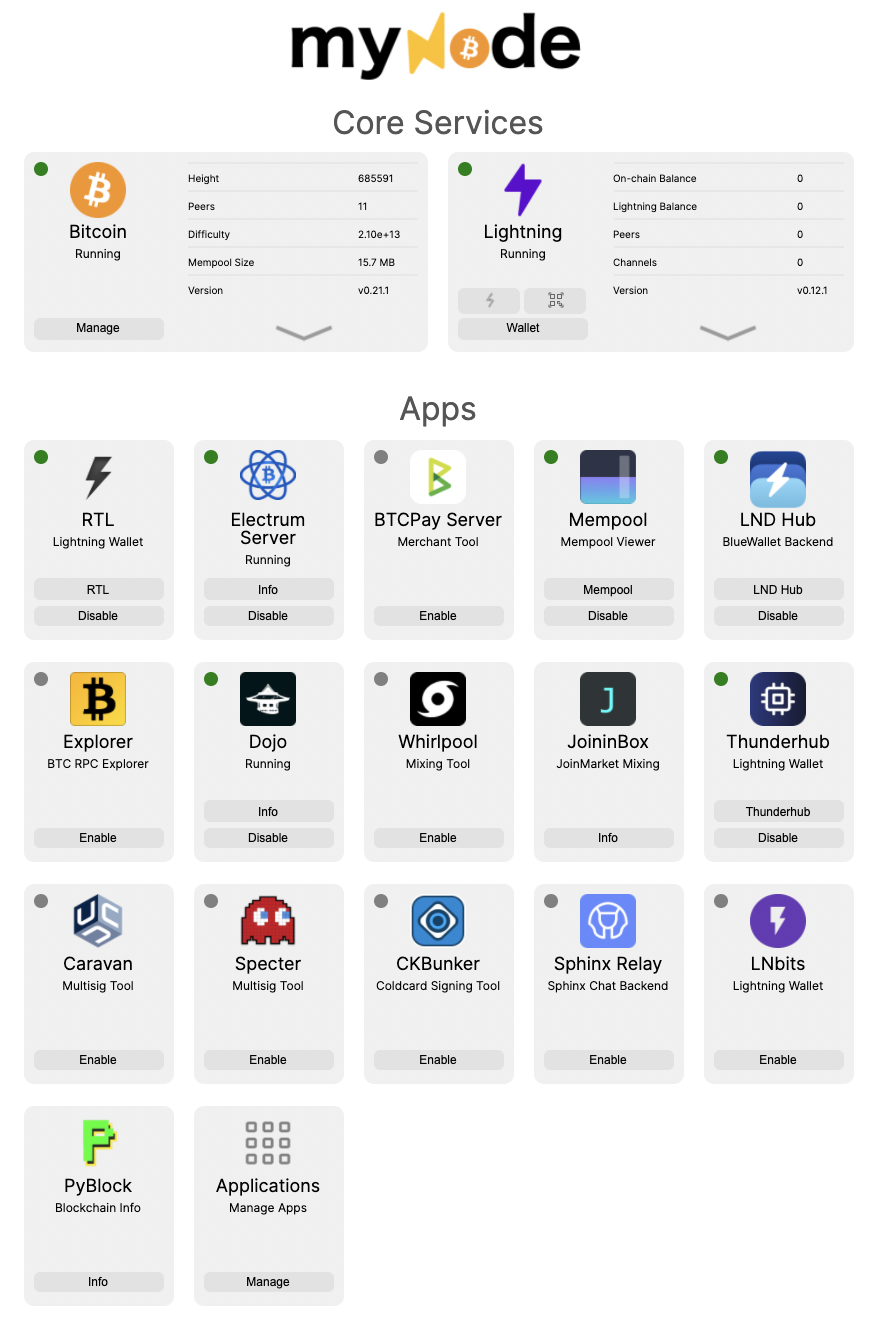 myNode
Core Services
Bitcoin
Running
Manage
Height 685591
Peers 11
Difficulty 2.10e+13
Mempool Size 15.7 MB
Version v0.21.1
Lightning
Running
Wallet
On-chain Balance 0
Lightning Balance 0
Peers 0
Channels 0
Version v0.12.1
Apps
RTL
Lightning Wallet
RTL
Disable
Electrum
Server
Running
Info
Disable
BTCPay Server
Merchant Tool
Enable
Mempool
Mempool Viewer
Mempool
Disable
LND Hub
BlueWallet Backend
LND Hub
Disable
Explorer
BTC RPC Explorer
Enable
Dojo
Running
Info
Disable
Whirlpool
Mixing Tool
Enable
J
JoininBox
JoinMarket Mixing
Info
Thunderhub
Lightning Wallet
Thunderhub
Disable
Caravan
Multisig Tool
Enable
Specter
Multisig Tool
Enable
CKBunker
Coldcard Signing Tool
Enable
Sphinx Relay
Sphinx Chat Backend
Enable
LNbits
Lightning Wallet
Enable
P
PyBlock
Blockchain Info
Info
Applications
Manage Apps
Manage